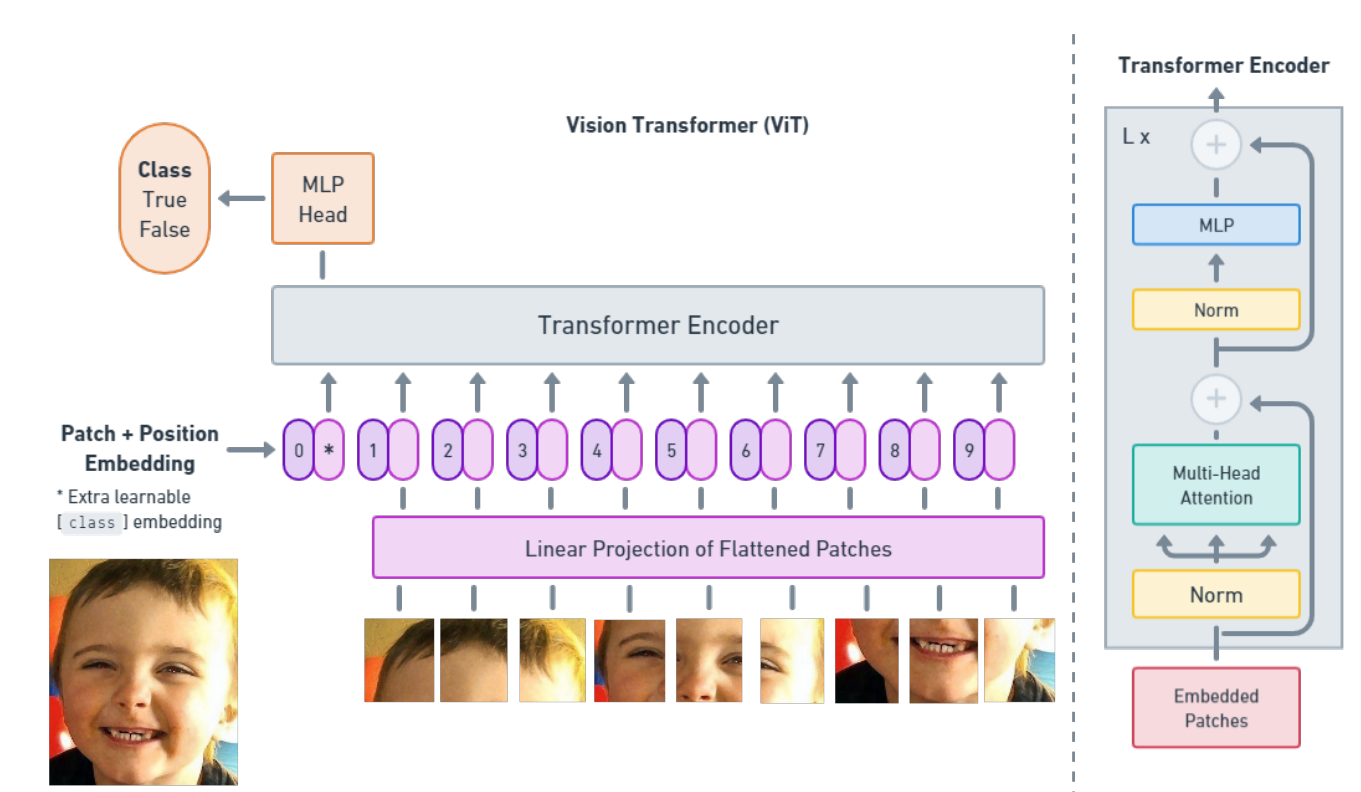 Vision Transformer (ViT)
Class
True
False
MLP
Head
Transformer Encoder
Patch + Position
Embedding
* Extra learnable
[ class ] embedding
0 * 1 2 3 4 5 6 7 8 9
Linear Projection of Flattened Patches
Transformer Encoder
L x
+
MLP
Norm
+
Multi-Head
Attention
Norm
Embedded
Patches